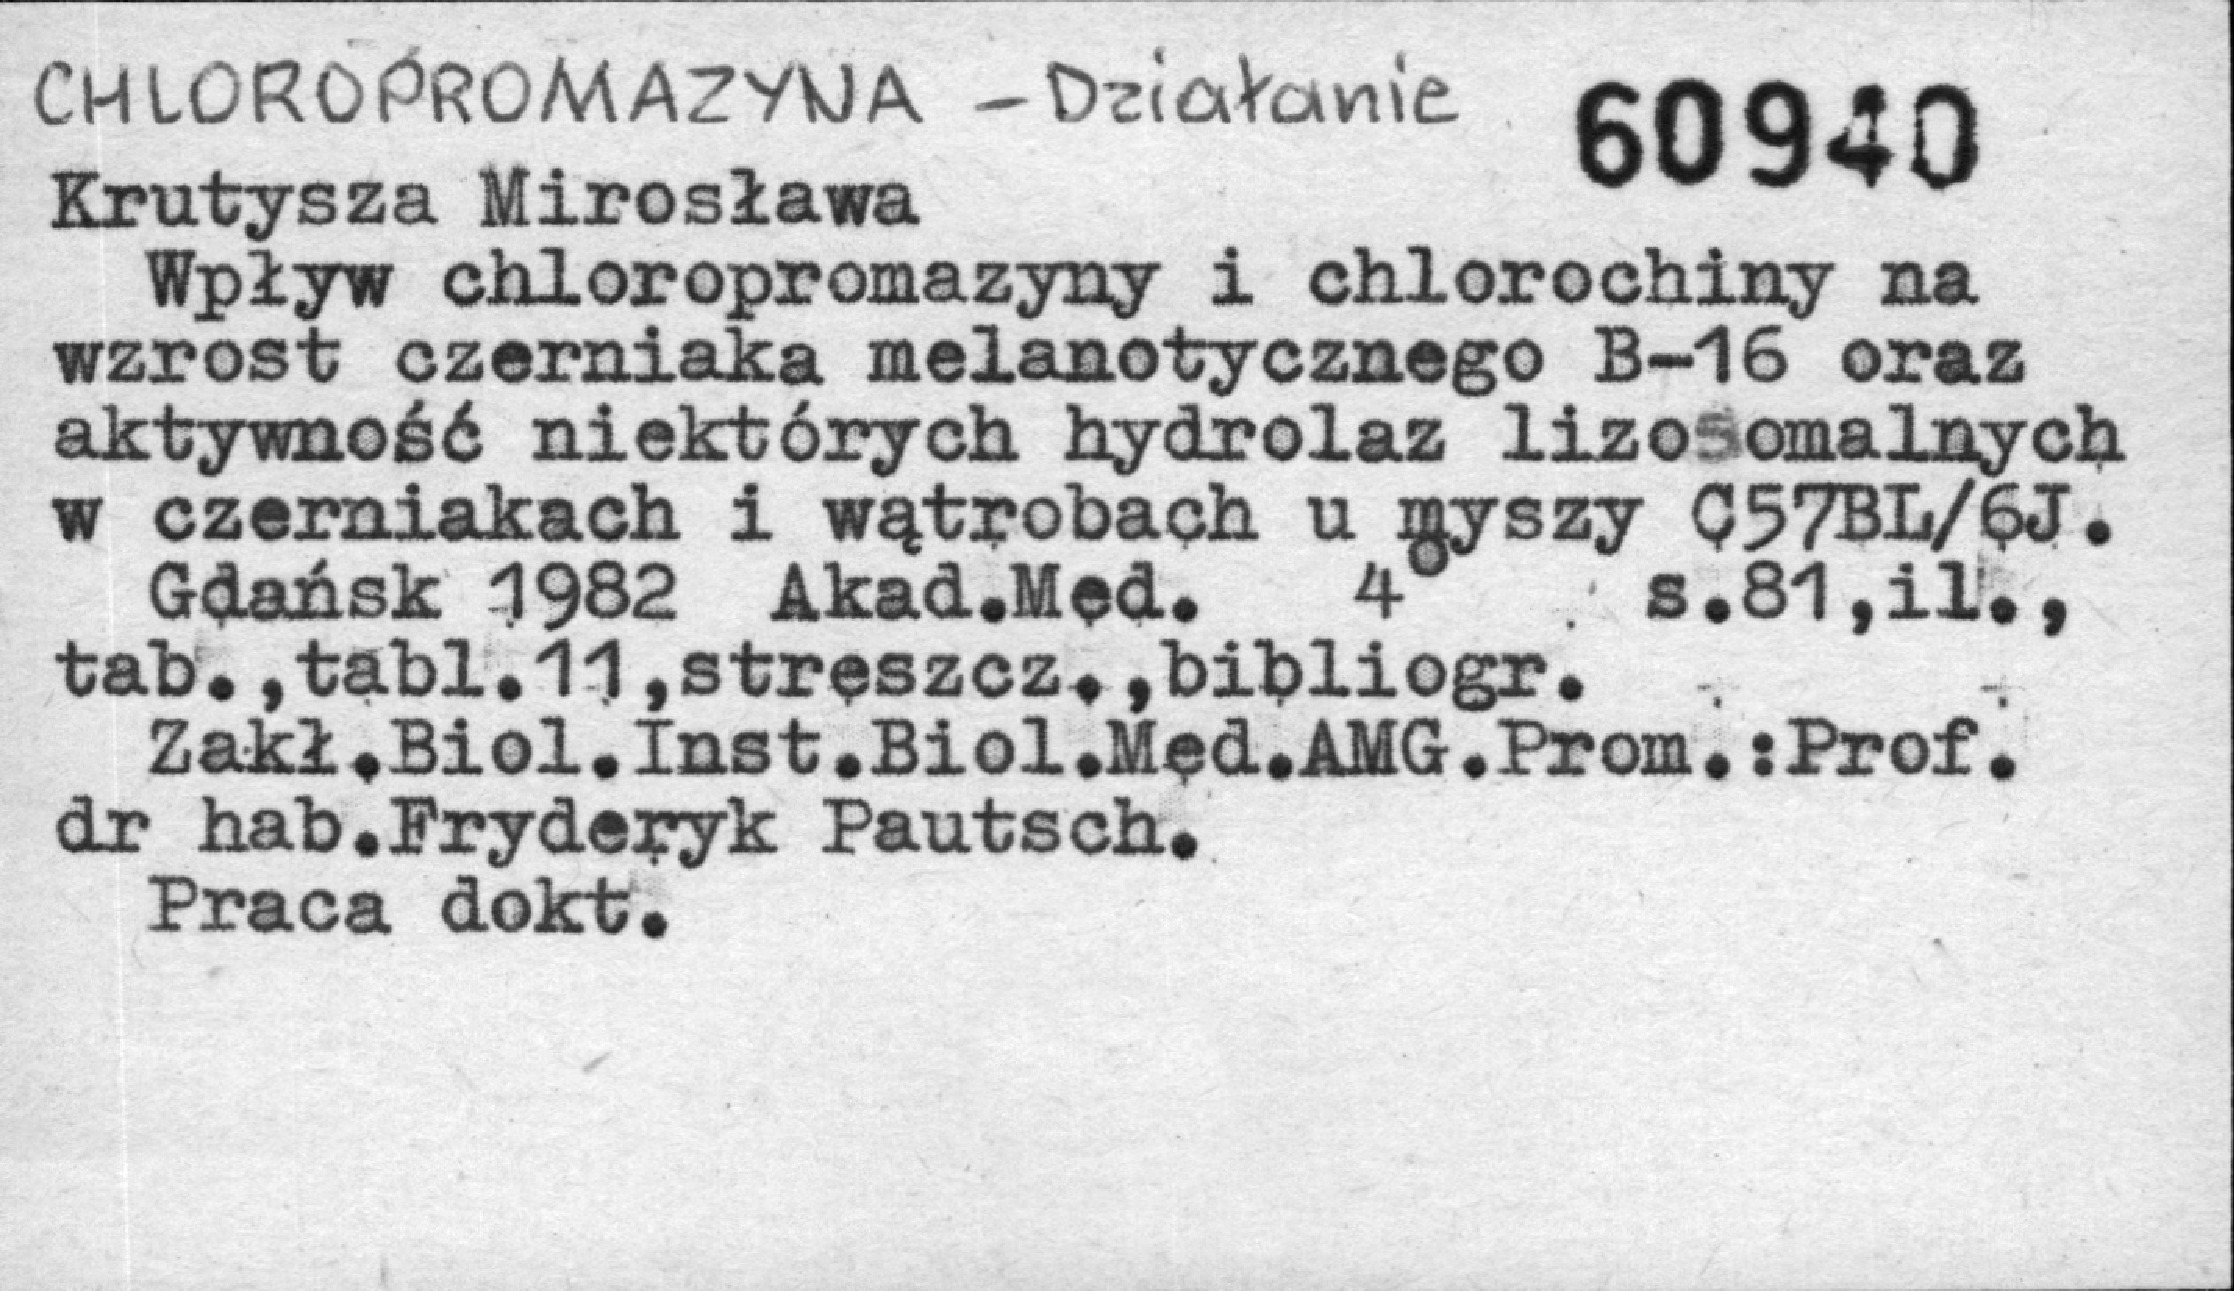 CHLOROPROMAZYNA - Działanie 60940
Krutysza Mirosława
Wpływ chloropromazyny i chlorochiny na
wzrost czerniaka melanotycznego B-16 oraz
aktywność niektórych hydrolaz lizosomalnych
w czerniakach i wątrobach u myszy C57BL/6J.
Gdańsk 1982 Akad.Med. 4° s.81,il.,
tab.,tabl.11,streszcz.,bibliogr.
Zakł.Biol.Inst.Biol.Med.AMG.Prom.:Prof.
dr hab.Fryderyk Pautsch.
Praca dokt.